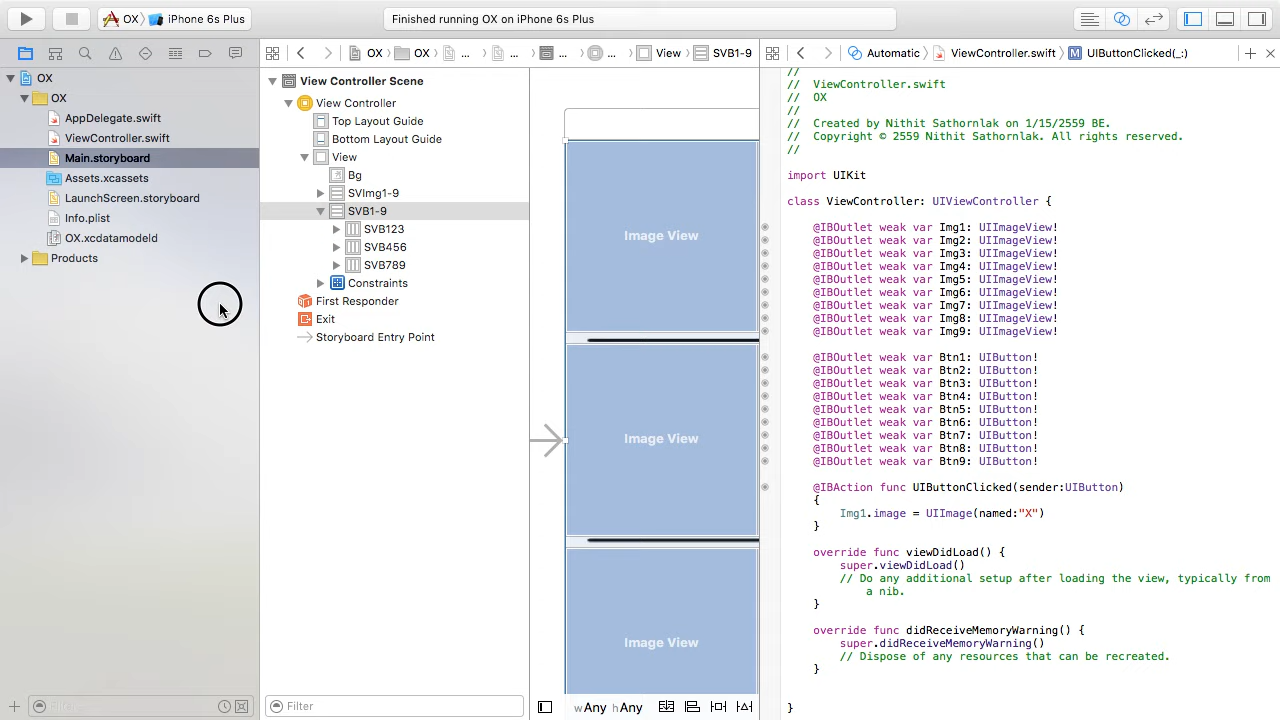 OX
iPhone 6s Plus
Finished running OX on iPhone 6s Plus
OX
OX
...
...
...
View
SVB1-9
Automatic
ViewController.swift
UIButtonClicked(_:)
OX
OX
AppDelegate.swift
ViewController.swift
Main.storyboard
Assets.xcassets
LaunchScreen.storyboard
Info.plist
OX.xcdatamodeld
Products
Filter
View Controller Scene
View Controller
Top Layout Guide
Bottom Layout Guide
View
Bg
SVImg1-9
SVB1-9
SVB123
SVB456
SVB789
Constraints
First Responder
Exit
Storyboard Entry Point
Filter
Image View
Image View
Image View
wAny hAny
//
// ViewController.swift
// OX
//
// Created by Nithit Sathornlak on 1/15/2559 BE.
// Copyright © 2559 Nithit Sathornlak. All rights reserved.
//
import UIKit
class ViewController: UIViewController {
@IBOutlet weak var Img1: UIImageView!
@IBOutlet weak var Img2: UIImageView!
@IBOutlet weak var Img3: UIImageView!
@IBOutlet weak var Img4: UIImageView!
@IBOutlet weak var Img5: UIImageView!
@IBOutlet weak var Img6: UIImageView!
@IBOutlet weak var Img7: UIImageView!
@IBOutlet weak var Img8: UIImageView!
@IBOutlet weak var Img9: UIImageView!
@IBOutlet weak var Btn1: UIButton!
@IBOutlet weak var Btn2: UIButton!
@IBOutlet weak var Btn3: UIButton!
@IBOutlet weak var Btn4: UIButton!
@IBOutlet weak var Btn5: UIButton!
@IBOutlet weak var Btn6: UIButton!
@IBOutlet weak var Btn7: UIButton!
@IBOutlet weak var Btn8: UIButton!
@IBOutlet weak var Btn9: UIButton!
@IBAction func UIButtonClicked(sender:UIButton)
{
Img1.image = UIImage(named:"X")
}
override func viewDidLoad() {
super.viewDidLoad()
// Do any additional setup after loading the view, typically from
a nib.
}
override func didReceiveMemoryWarning() {
super.didReceiveMemoryWarning()
// Dispose of any resources that can be recreated.
}
}